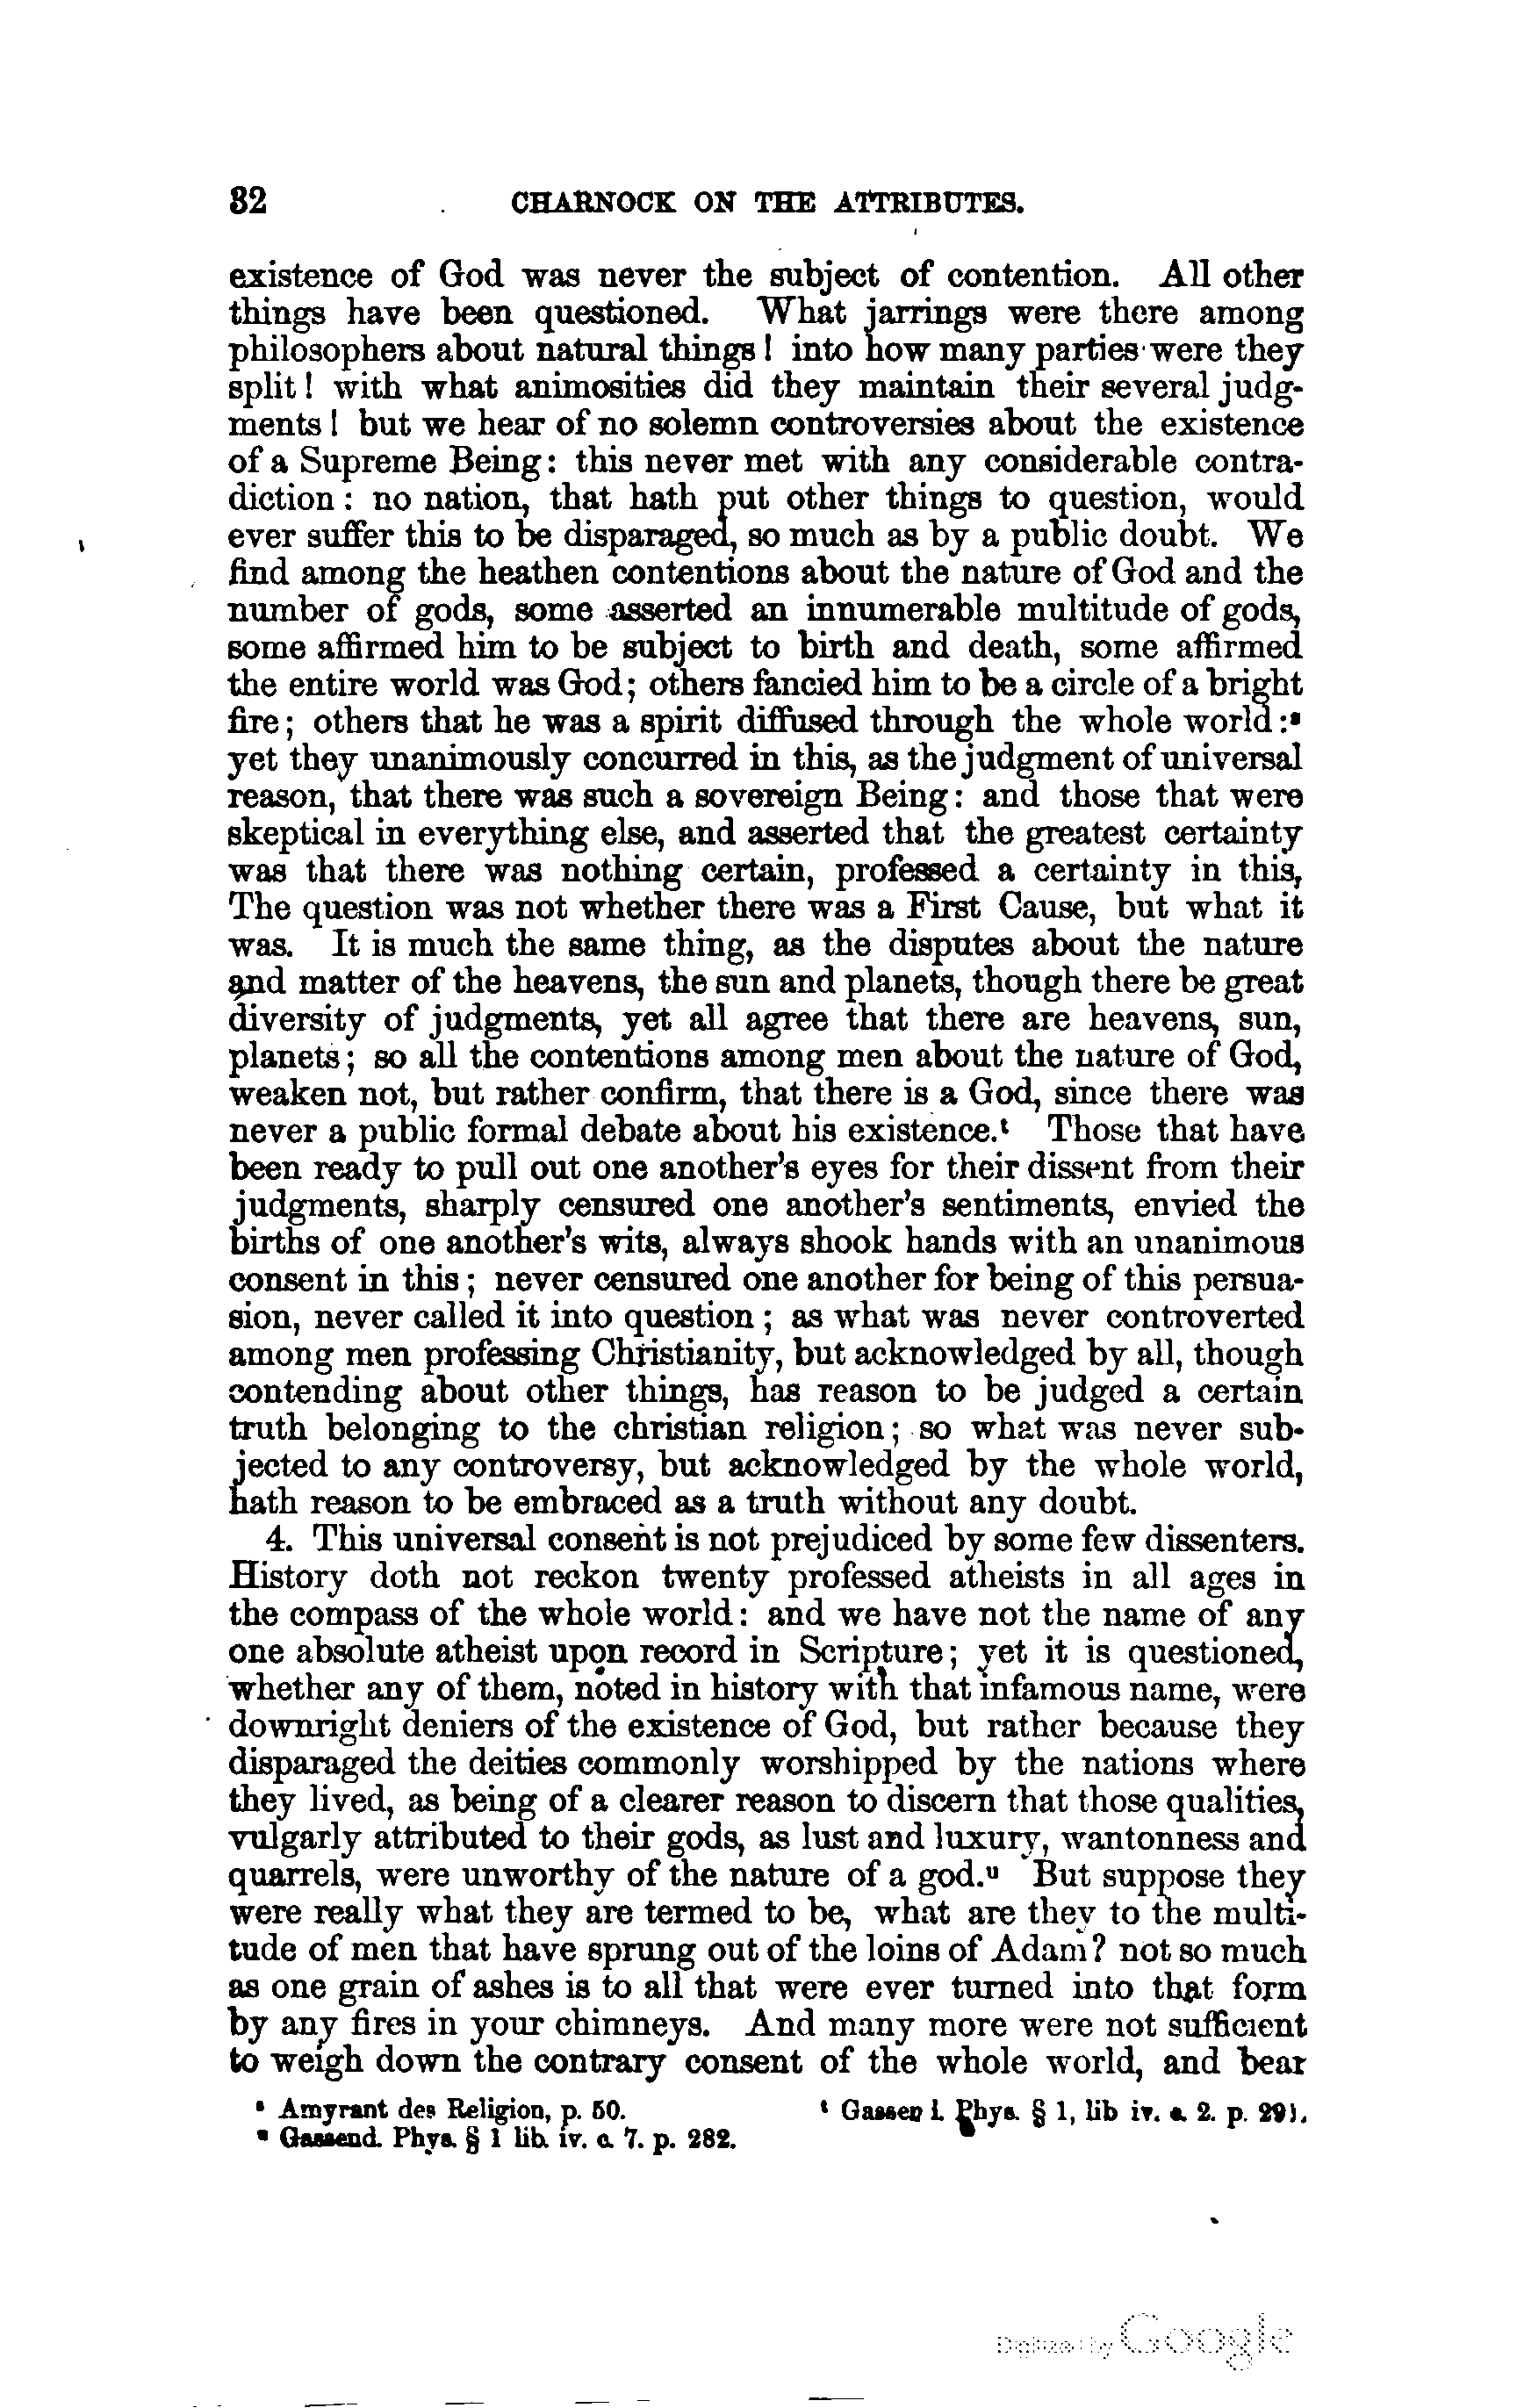 32 CHARNOCK ON THE ATTRIBUTES.
existence of God was never the subject of contention. All other
things have been questioned. What jarrings were there among
philosophers about natural things! into how many parties were they
split! with what animosities did they maintain their several judg-
ments! but we hear of no solemn controversies about the existence
of a Supreme Being: this never met with any considerable contra-
diction: no nation, that hath put other things to question, would
ever suffer this to be disparaged, so much as by a public doubt. We
find among the heathen contentions about the nature of God and the
number of gods, some asserted an innumerable multitude of gods,
some affirmed him to be subject to birth and death, some affirmed
the entire world was God; others fancied him to be a circle of a bright
fire; others that he was a spirit diffused through the whole world:s
yet they unanimously concurred in this, as the judgment of universal
reason, that there was such a sovereign Being: and those that were
skeptical in everything else, and asserted that the greatest certainty
was that there was nothing certain, professed a certainty in this,
The question was not whether there was a First Cause, but what it
was. It is much the same thing, as the disputes about the nature
and matter of the heavens, the sun and planets, though there be great
diversity of judgments, yet all agree that there are heavens, sun,
planets; so all the contentions among men about the nature of God,
weaken not, but rather confirm, that there is a God, since there was
never a public formal debate about his existence.t Those that have
been ready to pull out one another's eyes for their dissent from their
judgments, sharply censured one another's sentiments, envied the
births of one another's wits, always shook hands with an unanimous
consent in this; never censured one another for being of this persua-
sion, never called it into question; as what was never controverted
among men professing Christianity, but acknowledged by all, though
contending about other things, has reason to be judged a certain
truth belonging to the christian religion; so what was never sub-
jected to any controversy, but acknowledged by the whole world,
hath reason to be embraced as a truth without any doubt.
4. This universal consent is not prejudiced by some few dissenters.
History doth not reckon twenty professed atheists in all ages in
the compass of the whole world: and we have not the name of any
one absolute atheist upon record in Scripture; yet it is questioned,
whether any of them, noted in history with that infamous name, were
downright deniers of the existence of God, but rather because they
disparaged the deities commonly worshipped by the nations where
they lived, as being of a clearer reason to discern that those qualities,
vulgarly attributed to their gods, as lust and luxury, wantonness and
quarrels, were unworthy of the nature of a god.u But suppose they
were really what they are termed to be, what are they to the multi-
tude of men that have sprung out of the loins of Adam? not so much
as one grain of ashes is to all that were ever turned into that form
by any fires in your chimneys. And many more were not sufficient
to weigh down the contrary consent of the whole world, and bear
s Amyrant des Religion, p. 50. t Gassend. Phys. § 1, lib iv. c. 2. p. 291.
u Gassend. Phys. § 1 lib. iv. c. 7. p. 282.
Digitized by Google